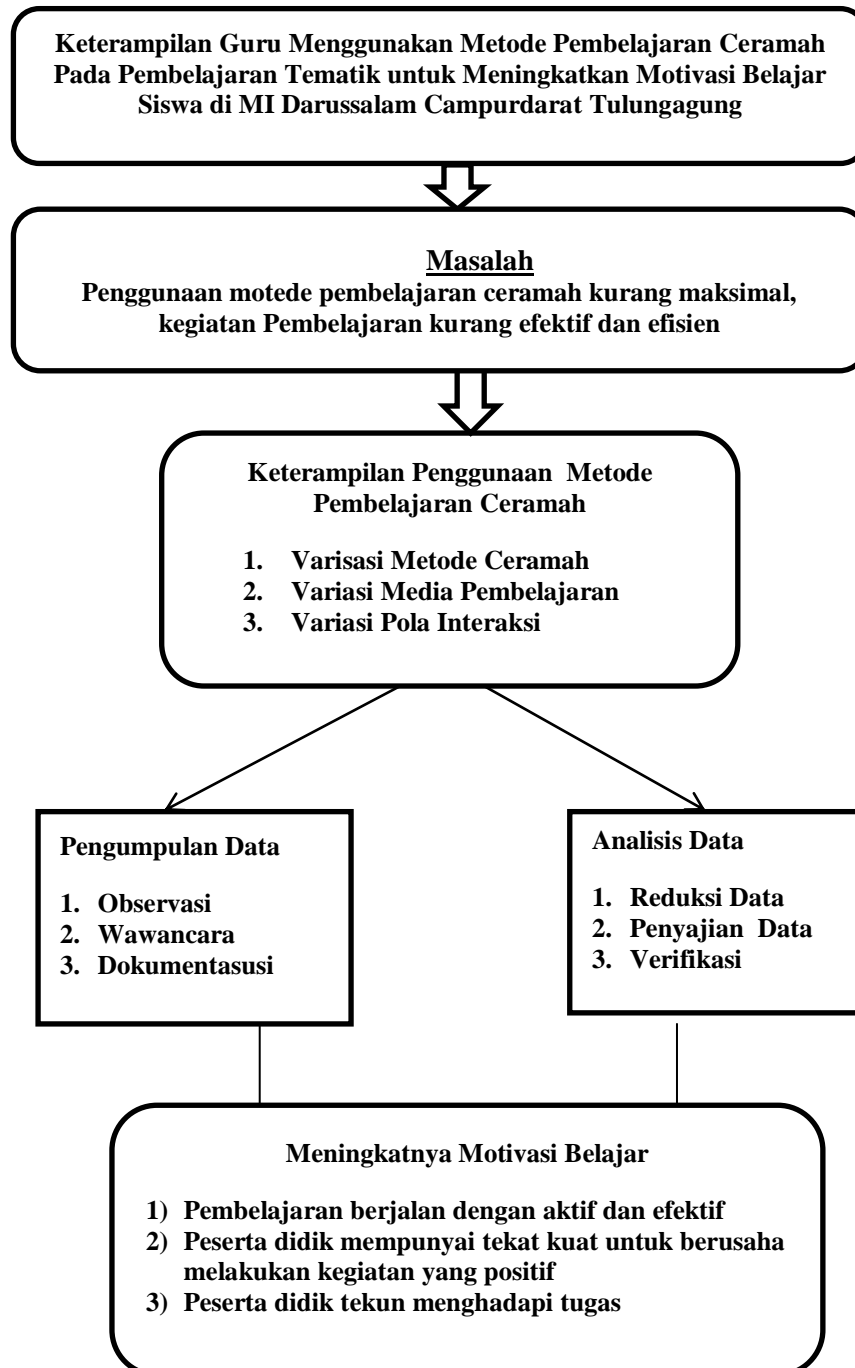 Keterampilan Guru Menggunakan Metode Pembelajaran Ceramah
Pada Pembelajaran Tematik untuk Meningkatkan Motivasi Belajar
Siswa di MI Darussalam Campurdarat Tulungagung
Masalah
Penggunaan motede pembelajaran ceramah kurang maksimal,
kegiatan Pembelajaran kurang efektif dan efisien
Keterampilan Penggunaan Metode
Pembelajaran Ceramah
1. Varisasi Metode Ceramah
2. Variasi Media Pembelajaran
3. Variasi Pola Interaksi
Pengumpulan Data
1. Observasi
2. Wawancara
3. Dokumentasusi
Analisis Data
1. Reduksi Data
2. Penyajian Data
3. Verifikasi
Meningkatnya Motivasi Belajar
1) Pembelajaran berjalan dengan aktif dan efektif
2) Peserta didik mempunyai tekat kuat untuk berusaha
melakukan kegiatan yang positif
3) Peserta didik tekun menghadapi tugas